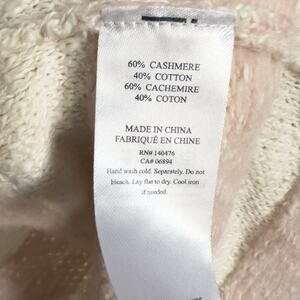 60% CASHMERE
40% COTTON
60% CACHEMIRE
40% COTON
MADE IN CHINA
FABRIQUÉ EN CHINE
RN# 140476
CA# 06894
Hand wash cold. Separately. Do not
bleach. Lay flat to dry. Cool iron
if needed.